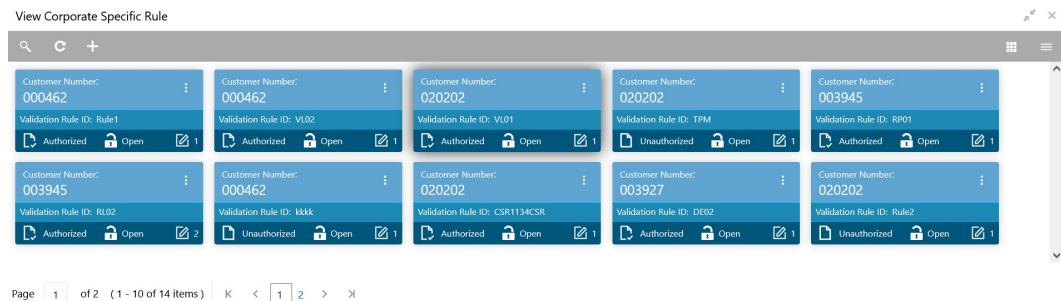 View Corporate Specific Rule
Customer Number:
000462
Validation Rule ID: Rule1
Authorized Open 1
Customer Number:
000462
Validation Rule ID: VL02
Authorized Open 1
Customer Number:
020202
Validation Rule ID: VL01
Authorized Open 1
Customer Number:
020202
Validation Rule ID: TPM
Unauthorized Open 1
Customer Number:
003945
Validation Rule ID: RP01
Authorized Open 1
Customer Number:
003945
Validation Rule ID: RL02
Authorized Open 2
Customer Number:
000462
Validation Rule ID: kkkk
Unauthorized Open 1
Customer Number:
020202
Validation Rule ID: CSR1134CSR
Authorized Open 1
Customer Number:
003927
Validation Rule ID: DE02
Authorized Open 1
Customer Number:
020202
Validation Rule ID: Rule2
Unauthorized Open 1
Page 1 of 2 ( 1 - 10 of 14 items ) 1 2